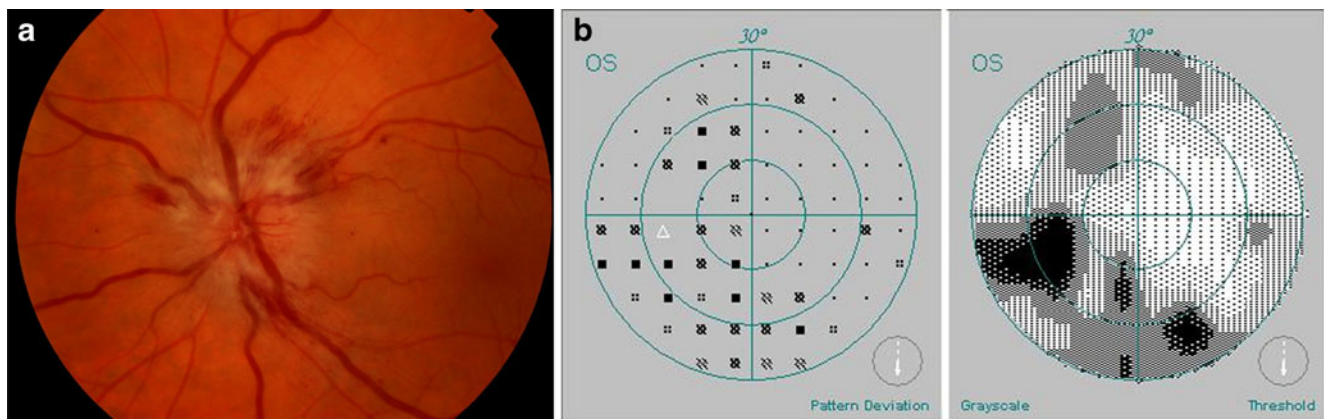 a
b
30°
OS
Pattern Deviation
30°
OS
Grayscale
Threshold